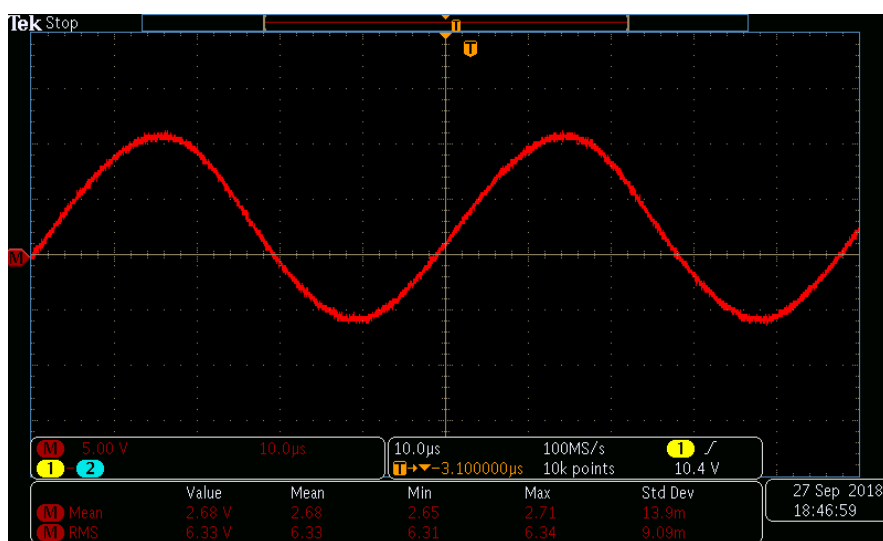 Tek Stop
T
T
M
M 5.00 V 10.0µs
1 - 2
10.0µs 100MS/s 1
T→▼-3.100000µs 10k points 10.4 V
Value Mean Min Max Std Dev
M Mean 2.68 V 2.68 2.65 2.71 13.9m
M RMS 6.33 V 6.33 6.31 6.34 9.09m
27 Sep 2018
18:46:59